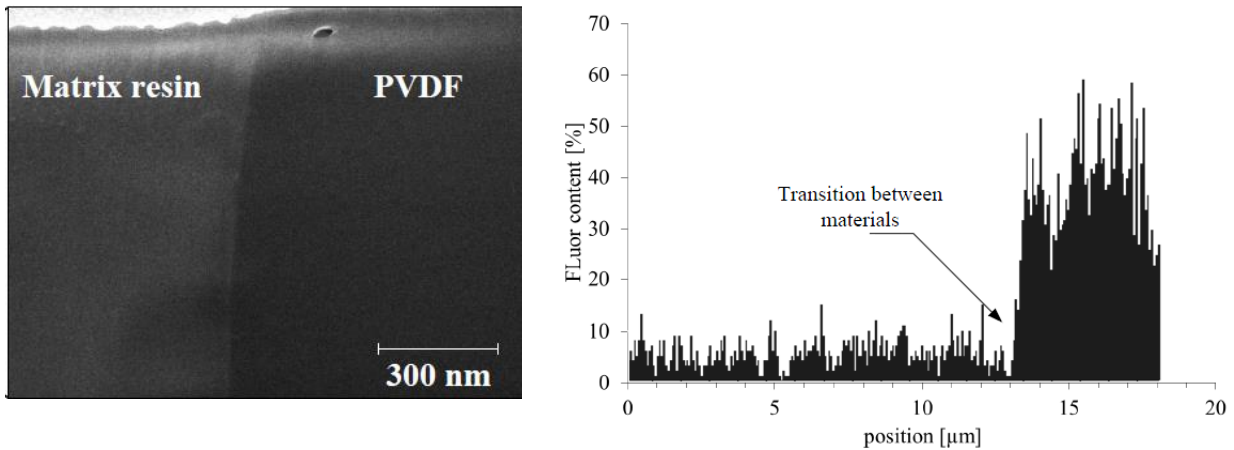 Matrix resin
PVDF
300 nm
FLuor content [%]
70
60
50
40
30
20
10
0
Transition between
materials
0
5
10
15
20
position [µm]